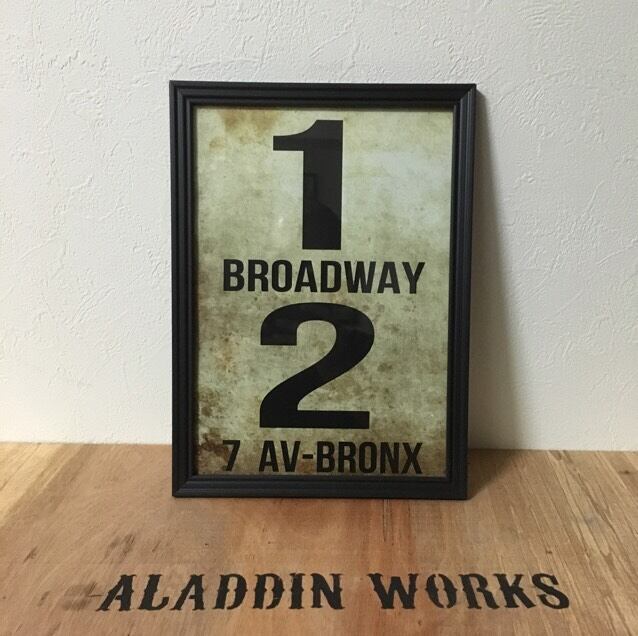 1
BROADWAY
2
7 AV-BRONX
ALADDIN WORKS